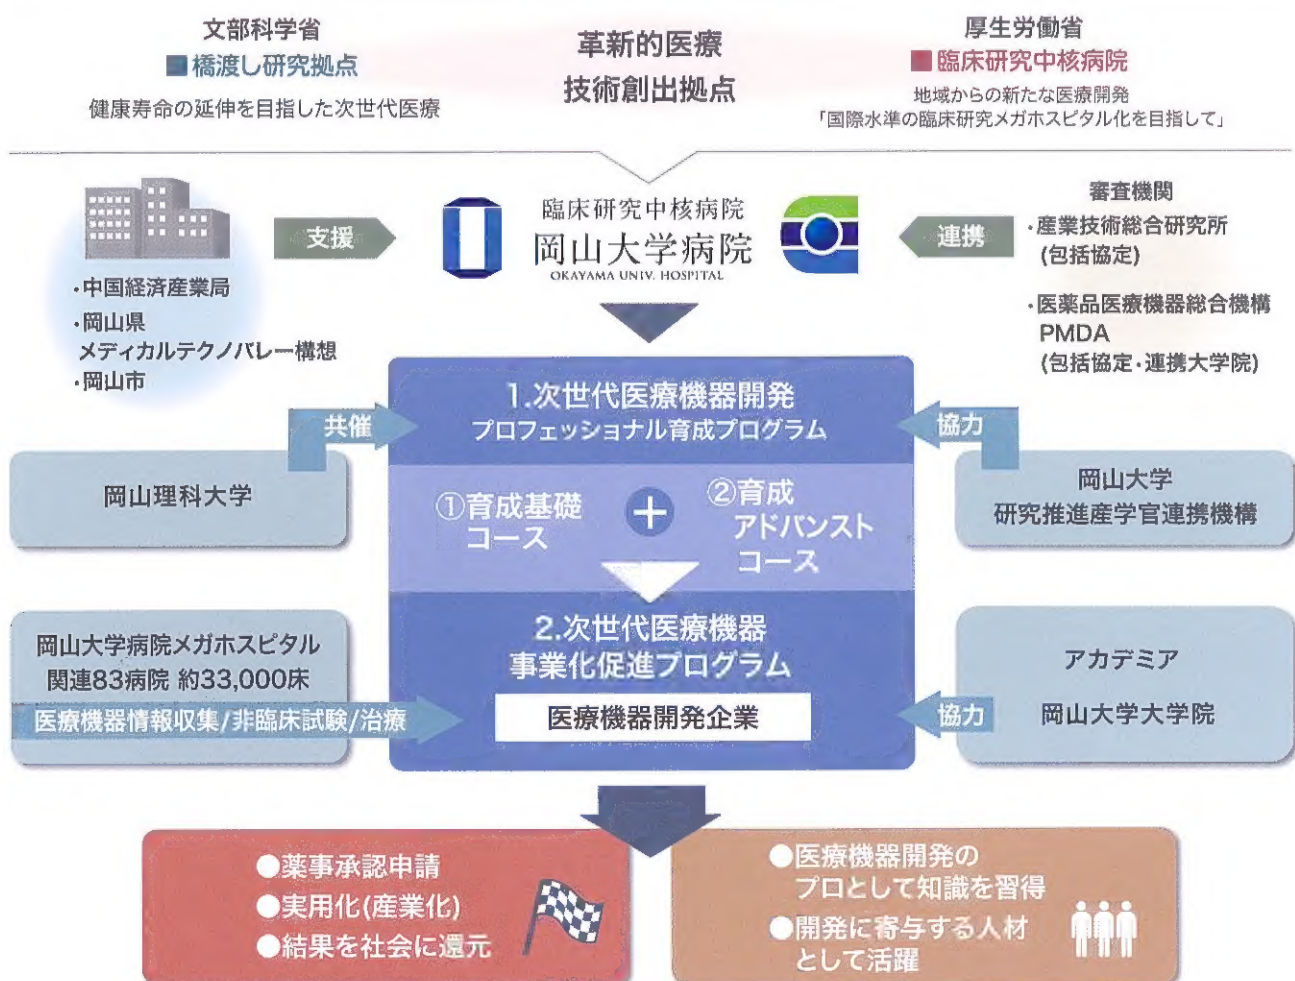 文部科学省
■橋渡し研究拠点
健康寿命の延伸を目指した次世代医療
革新的医療
技術創出拠点
厚生労働省
■臨床研究中核病院
地域からの新たな医療開発
「国際水準の臨床研究メガホスピタル化を目指して」
・中国経済産業局
・岡山県
メディカルテクノバレー構想
・岡山市
支援
臨床研究中核病院
岡山大学病院
OKAYAMA UNIV. HOSPITAL
連携
審査機関
・産業技術総合研究所
(包括協定)
・医薬品医療機器総合機構
PMDA
(包括協定・連携大学院)
1.次世代医療機器開発
プロフェッショナル育成プログラム
共催
岡山理科大学
協力
岡山大学
研究推進産学官連携機構
①育成基礎
コース
+
②育成
アドバンスト
コース
2.次世代医療機器
事業化促進プログラム
医療機器開発企業
岡山大学病院メガホスピタル
関連83病院 約33,000床
医療機器情報収集/非臨床試験/治療
協力
アカデミア
岡山大学大学院
●薬事承認申請
●実用化(産業化)
●結果を社会に還元
●医療機器開発の
プロとして知識を習得
●開発に寄与する人材
として活躍